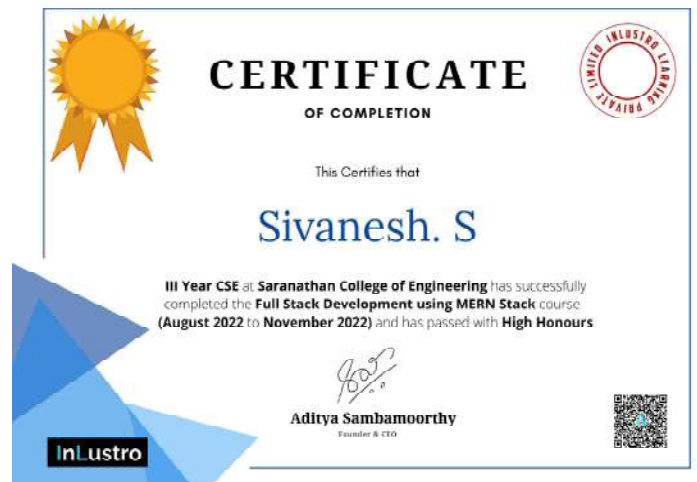 CERTIFICATE
OF COMPLETION
INLUSTRO LEARNING PRIVATE LIMITED
This Certifies that
Sivanesh. S
III Year CSE at Saranathan College of Engineering has successfully
completed the Full Stack Development using MERN Stack course
(August 2022 to November 2022) and has passed with High Honours
Aditya Sambamoorthy
Founder & CEO
InLustro